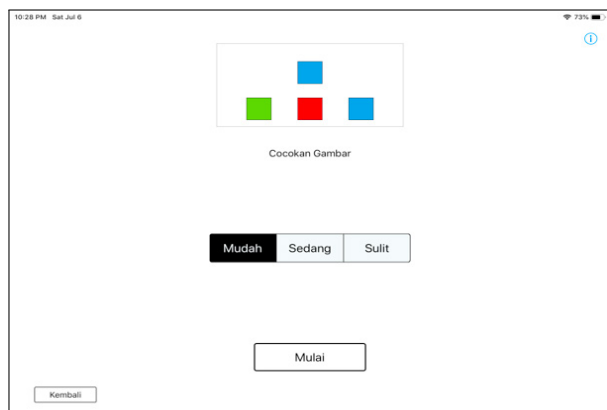 10:28 PM Sat Jul 6
73%
Cocokan Gambar
Mudah Sedang Sulit
Mulai
Kembali